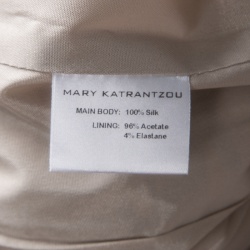 MARY KATRANTZOU
MAIN BODY: 100% Silk
LINING: 96% Acetate
4% Elastane